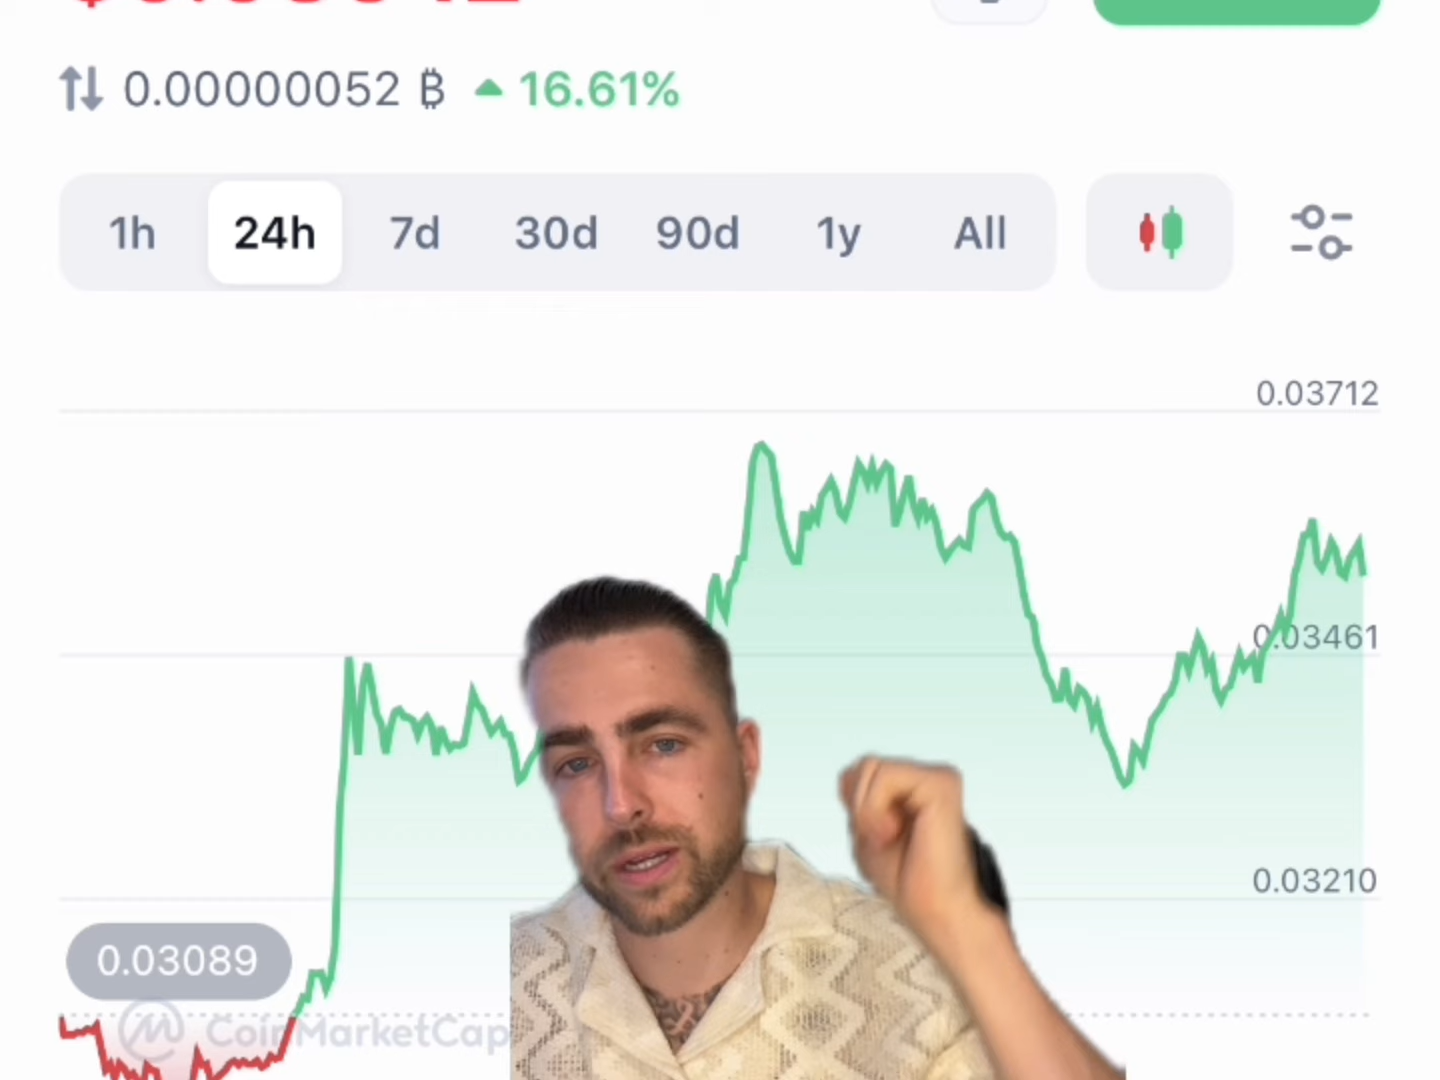 0.00000052 ₿ 16.61%
1h 24h 7d 30d 90d 1y All
0.03712
0.03461
0.03210
0.03089
CoinMarketCap